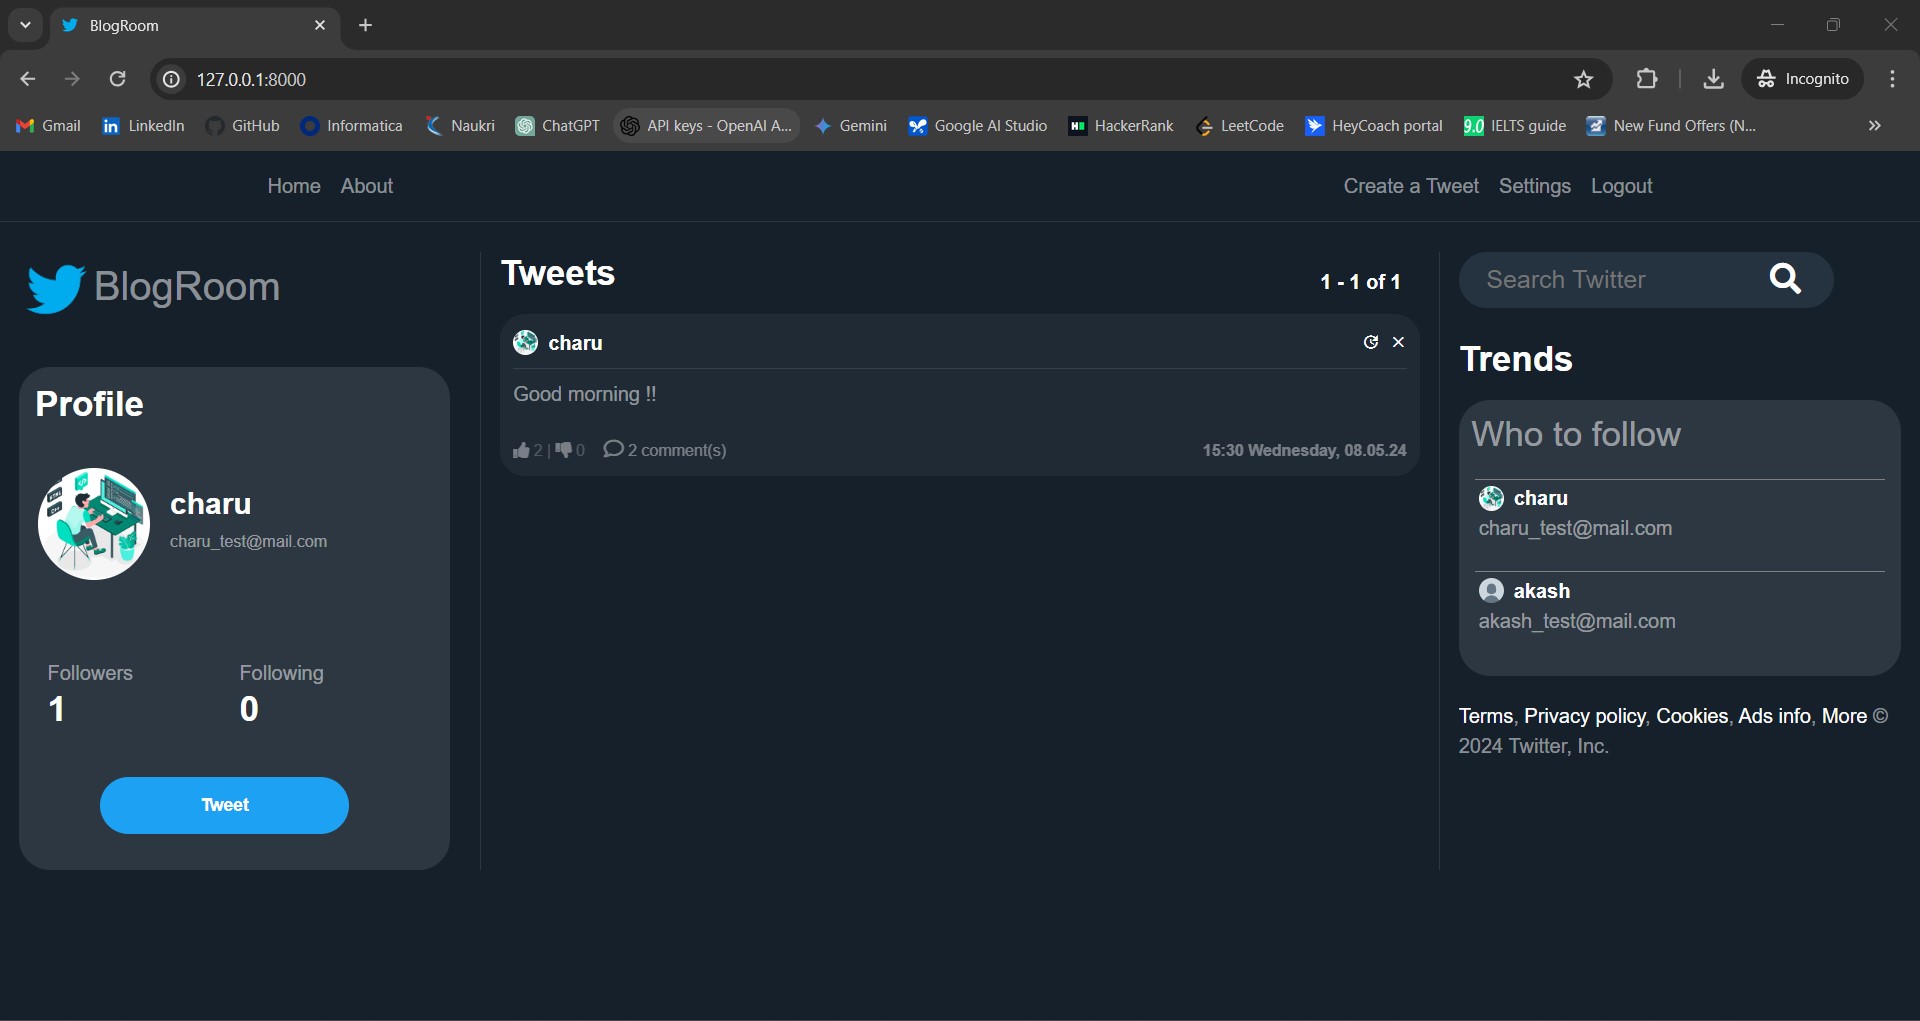 BlogRoom
127.0.0.1:8000
Incognito
Gmail LinkedIn GitHub Informatica Naukri ChatGPT API keys - OpenAI A... Gemini Google AI Studio HackerRank LeetCode HeyCoach portal 9.0 IELTS guide New Fund Offers (N...
Home About Create a Tweet Settings Logout
BlogRoom
Profile
charu
charu_test@mail.com
Followers Following
1 0
Tweet
Tweets
1 - 1 of 1
charu
Good morning !!
2 | 0 2 comment(s) 15:30 Wednesday, 08.05.24
Search Twitter
Trends
Who to follow
charu
charu_test@mail.com
akash
akash_test@mail.com
Terms, Privacy policy, Cookies, Ads info, More ©
2024 Twitter, Inc.